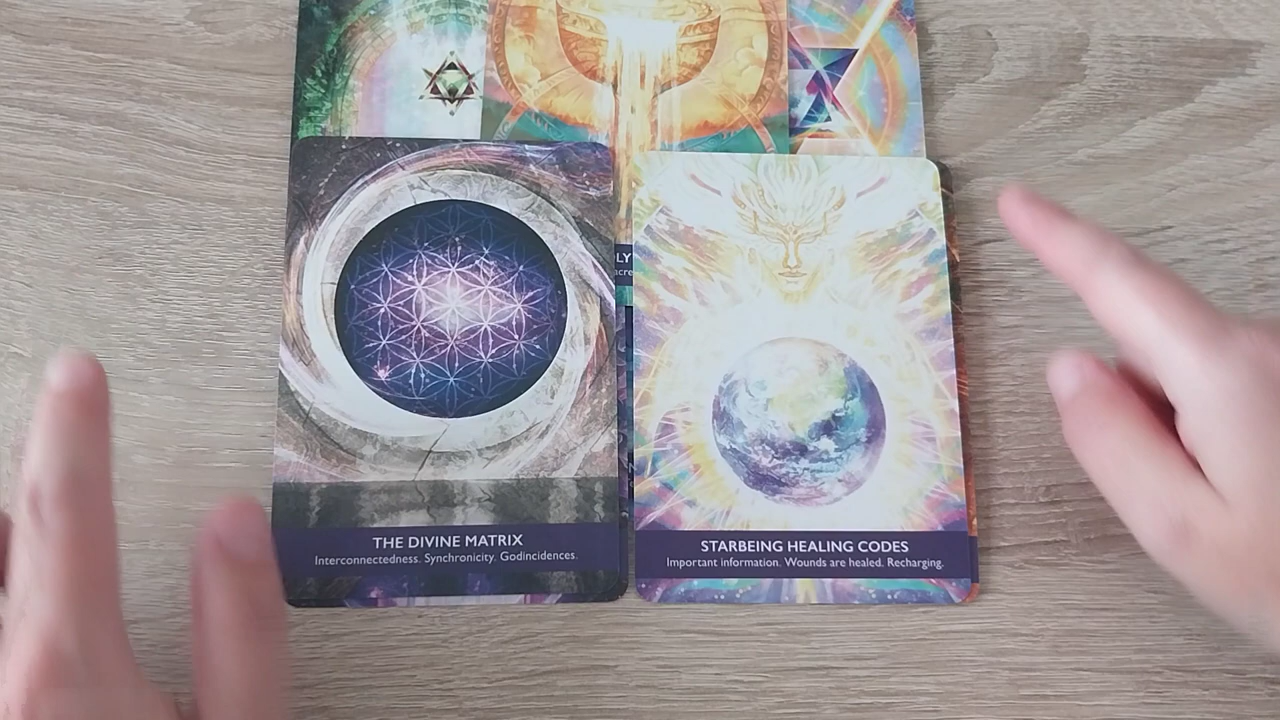 THE DIVINE MATRIX
Interconnectedness. Synchronicity. Godincidences.
STARBEING HEALING CODES
Important information. Wounds are healed. Recharging.